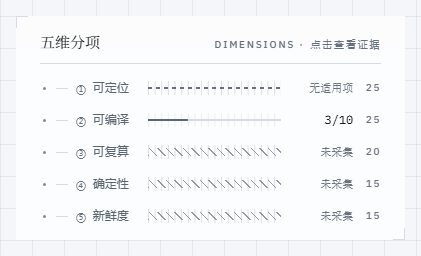 五维分项 DIMENSIONS · 点击查看证据
① 可定位 无适用项 25
② 可编译 3/10 25
③ 可复算 未采集 20
④ 确定性 未采集 15
⑤ 新鲜度 未采集 15